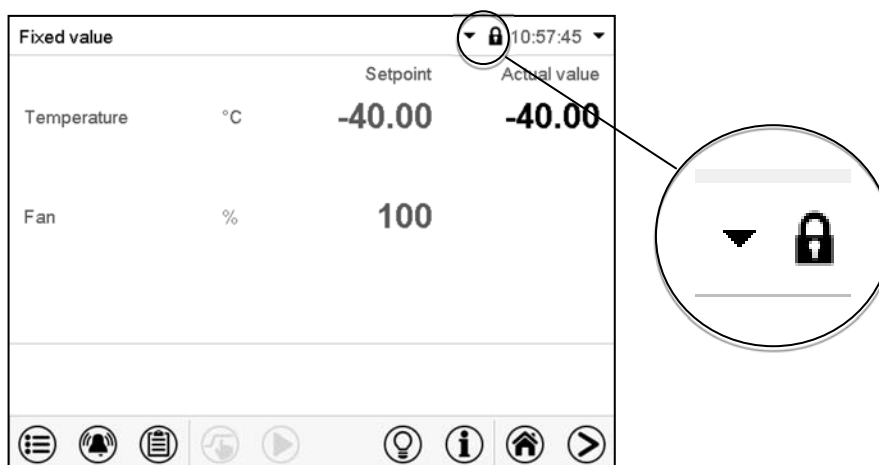 Fixed value 10:57:45
Setpoint Actual value
Temperature °C -40.00 -40.00
Fan % 100